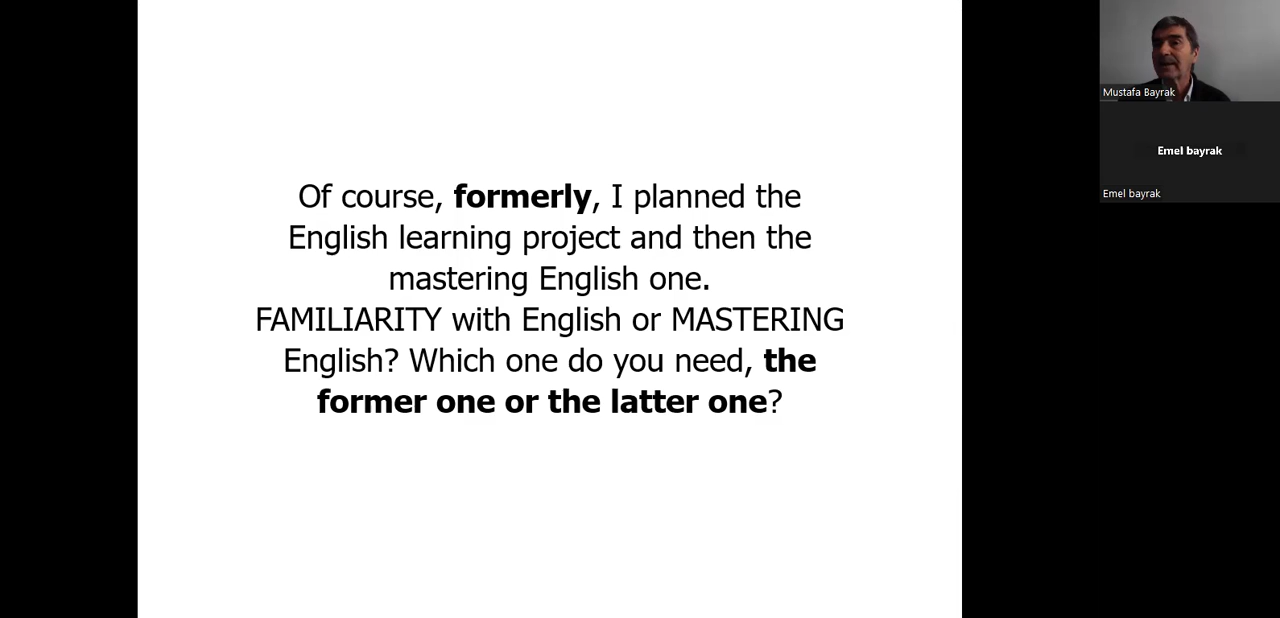 Of course, formerly, I planned the
English learning project and then the
mastering English one.
FAMILIARITY with English or MASTERING
English? Which one do you need, the
former one or the latter one?
Mustafa Bayrak
Emel bayrak
Emel bayrak